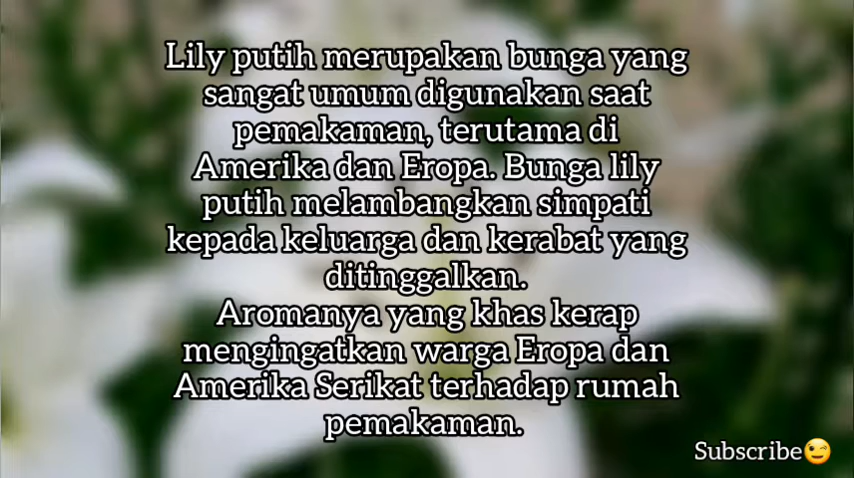 Lily putih merupakan bunga yang
sangat umum digunakan saat
pemakaman, terutama di
Amerika dan Eropa. Bunga lily
putih melambangkan simpati
kepada keluarga dan kerabat yang
ditinggalkan.
Aromanya yang khas kerap
mengingatkan warga Eropa dan
Amerika Serikat terhadap rumah
pemakaman.
Subscribe😉